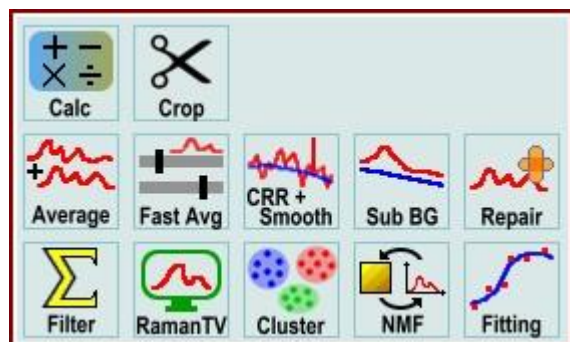 Calc Crop
Average Fast Avg CRR +
Smooth Sub BG Repair
Filter RamanTV Cluster NMF Fitting